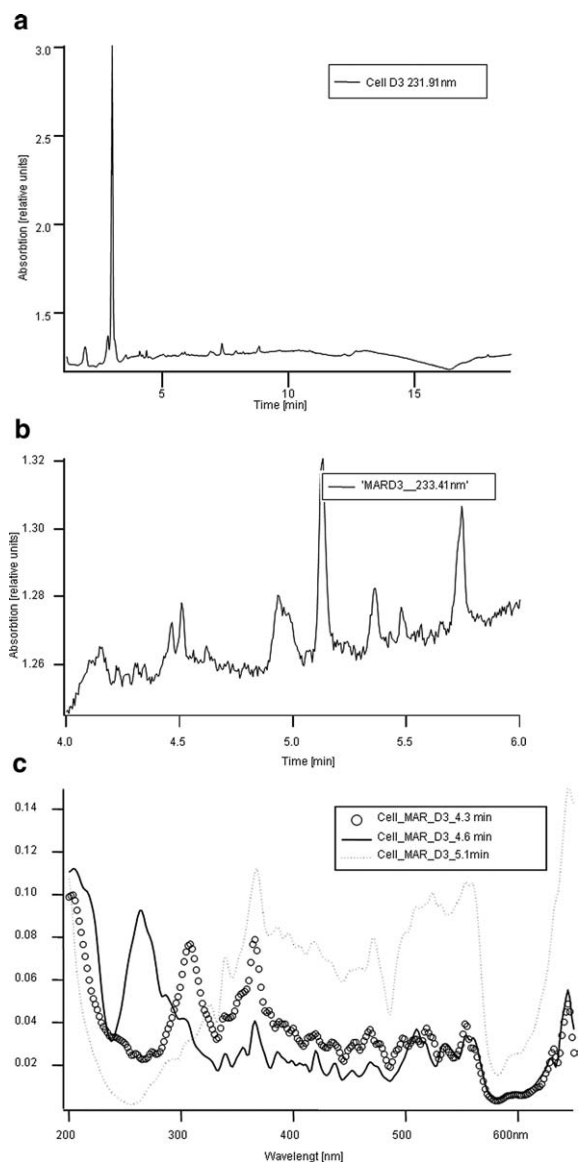 a
3.0
2.5
2.0
1.5
Absorbtion [relative units]
Cell D3 231.91nm
5
10
15
Time [min]
b
1.32
1.30
1.28
1.26
Absorbtion [relative units]
'MARD3__233.41nm'
4.0
4.5
5.0
5.5
6.0
Time [min]
c
0.14
0.12
0.10
0.08
0.06
0.04
0.02
Cell_MAR_D3_4.3 min
Cell_MAR_D3_4.6 min
Cell_MAR_D3_5.1min
200
300
400
500
600nm
Wavelengt [nm]